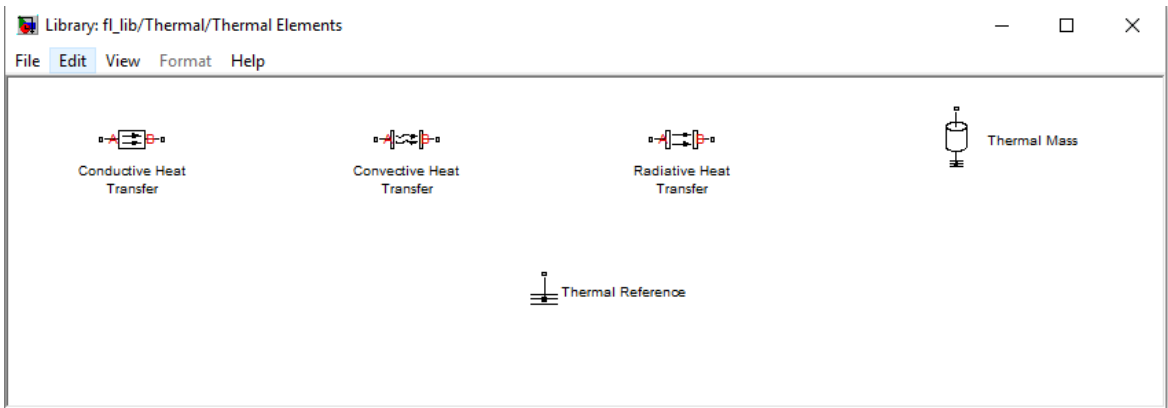 Library: fl_lib/Thermal/Thermal Elements
File Edit View Format Help
A B
Conductive Heat
Transfer
A B
Convective Heat
Transfer
A B
Radiative Heat
Transfer
Thermal Mass
Thermal Reference